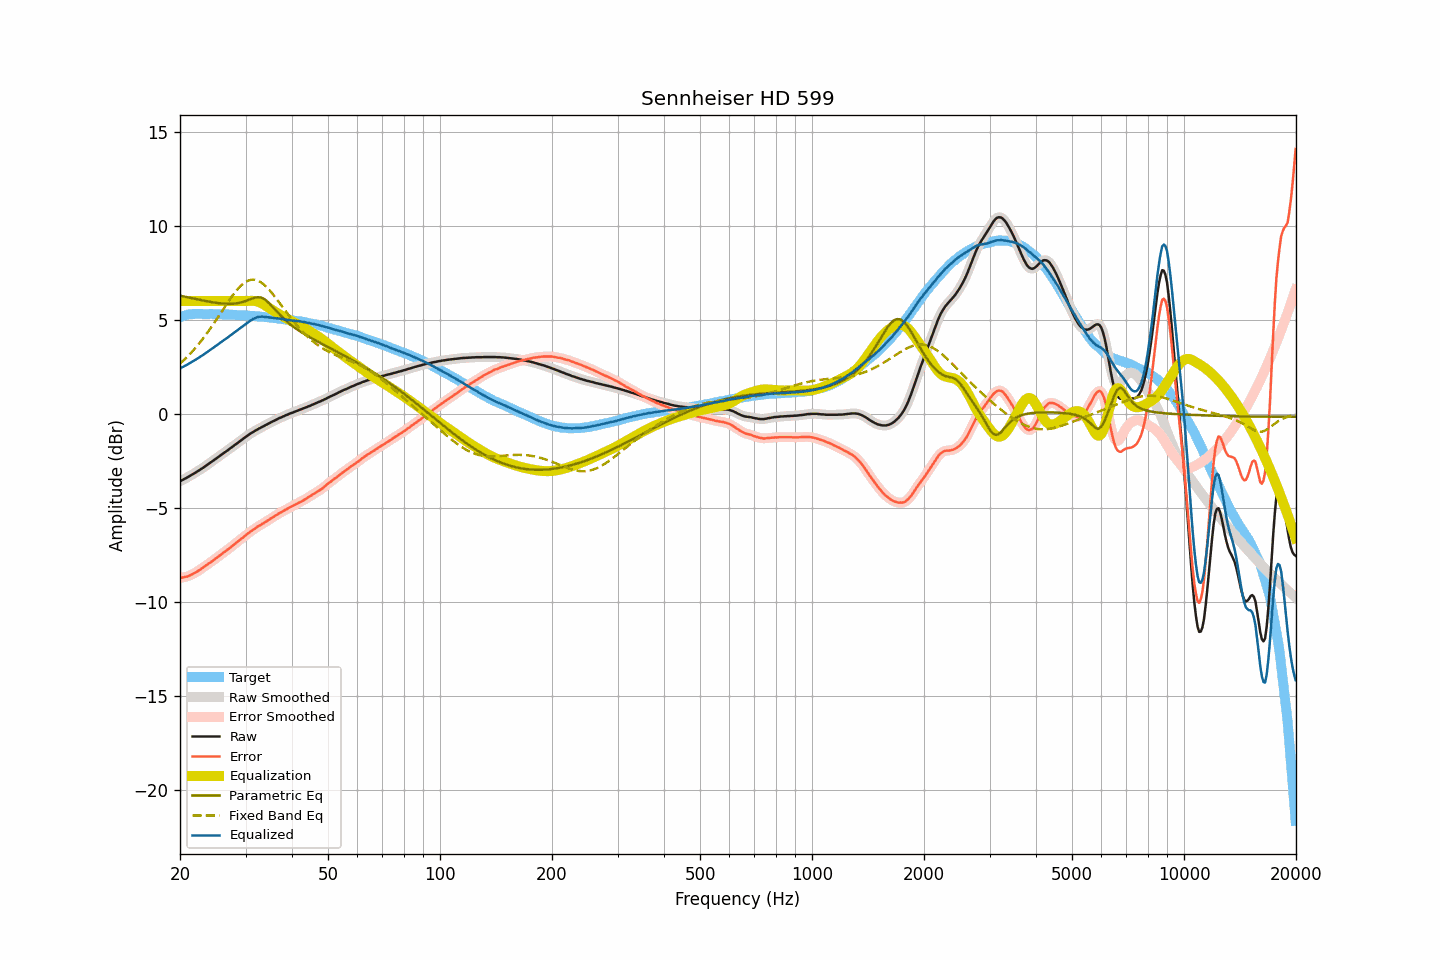 Sennheiser HD 599
15
10
5
0
−5
−10
−15
−20
Amplitude (dBr)
Target
Raw Smoothed
Error Smoothed
Raw
Error
Equalization
Parametric Eq
Fixed Band Eq
Equalized
20 50 100 200 500 1000 2000 5000 10000 20000
Frequency (Hz)